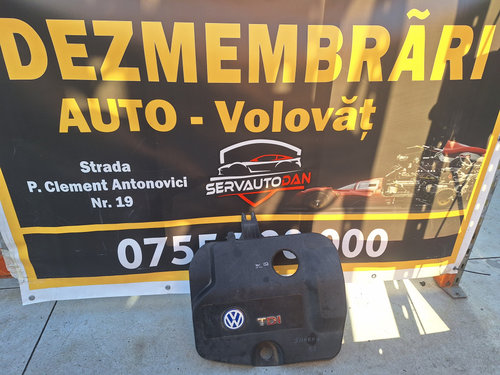 DEZMEMBRĂRI
AUTO - Volovăț
Strada
P. Clement Antonovici
Nr. 19
SERVAUTODAN
TDI